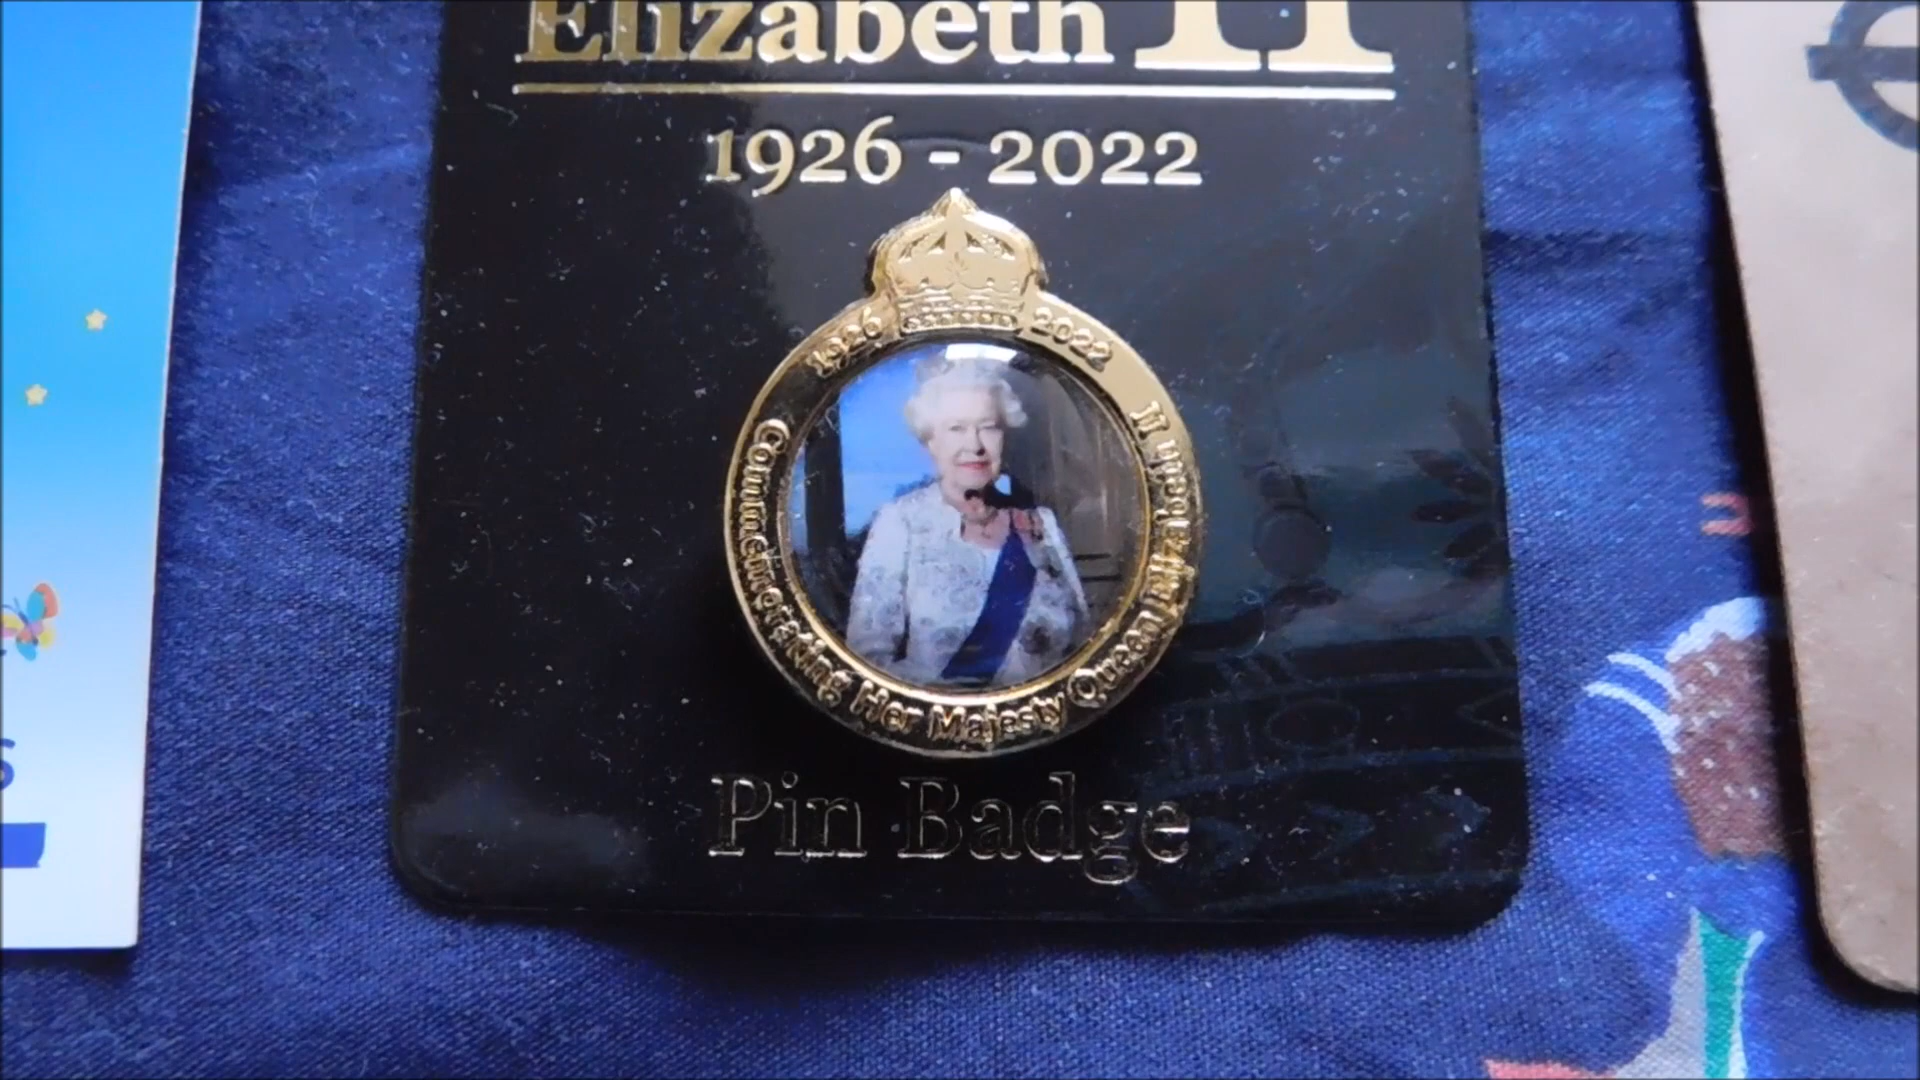 Elizabeth II
1926 - 2022
1926 2022
Commemorating Her Majesty Queen Elizabeth II
Pin Badge
s